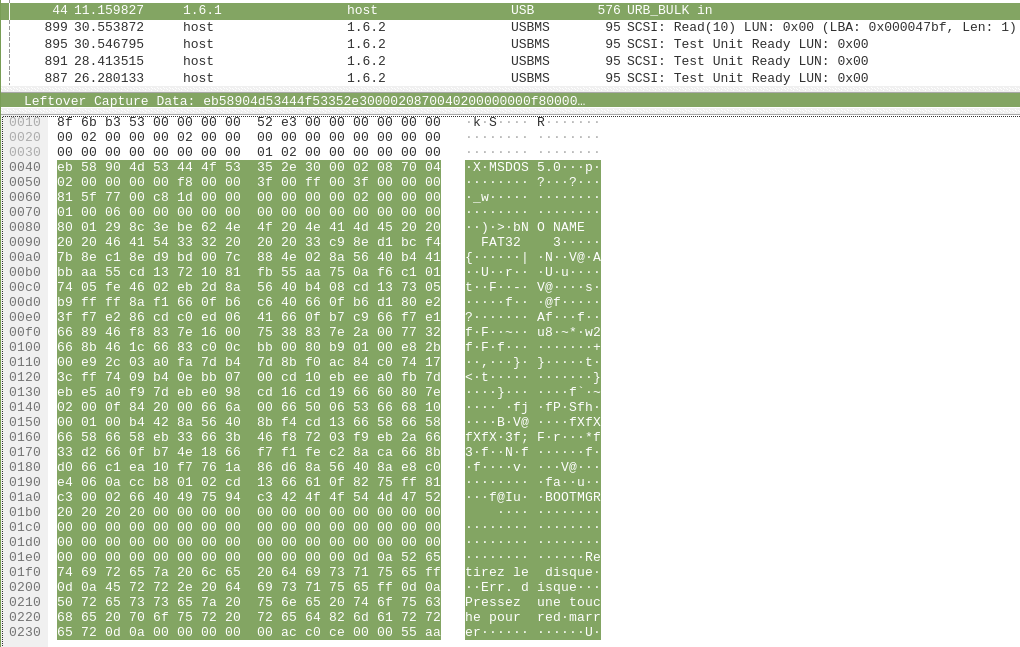 44 11.159827 1.6.1 host USB 576 URB_BULK in
899 30.553872 host 1.6.2 USBMS 95 SCSI: Read(10) LUN: 0x00 (LBA: 0x000047bf, Len: 1)
895 30.546795 host 1.6.2 USBMS 95 SCSI: Test Unit Ready LUN: 0x00
891 28.413515 host 1.6.2 USBMS 95 SCSI: Test Unit Ready LUN: 0x00
887 26.280133 host 1.6.2 USBMS 95 SCSI: Test Unit Ready LUN: 0x00
Leftover Capture Data: eb58904d53444f53352e3000020870040200000000f80000…
0010 8f 6b b3 53 00 00 00 00 52 e3 00 00 00 00 00 00 ·k·S···· R·······
0020 00 02 00 00 00 02 00 00 00 00 00 00 00 00 00 00 ········ ········
0030 00 00 00 00 00 00 00 00 01 02 00 00 00 00 00 00 ········ ········
0040 eb 58 90 4d 53 44 4f 53 35 2e 30 00 02 08 70 04 ·X·MSDOS 5.0···p·
0050 02 00 00 00 00 f8 00 00 3f 00 ff 00 3f 00 00 00 ········ ?···?···
0060 81 5f 77 00 c8 1d 00 00 00 00 00 00 02 00 00 00 ·_w····· ········
0070 01 00 06 00 00 00 00 00 00 00 00 00 00 00 00 00 ········ ········
0080 80 01 29 8c 3e be 62 4e 4f 20 4e 41 4d 45 20 20 ··)·>·bN O NAME
0090 20 20 46 41 54 33 32 20 20 20 33 c9 8e d1 bc f4 FAT32 3·····
00a0 7b 8e c1 8e d9 bd 00 7c 88 4e 02 8a 56 40 b4 41 {······| ·N··V@·A
00b0 bb aa 55 cd 13 72 10 81 fb 55 aa 75 0a f6 c1 01 ··U··r·· ·U·u····
00c0 74 05 fe 46 02 eb 2d 8a 56 40 b4 08 cd 13 73 05 t··F··-· V@····s·
00d0 b9 ff ff 8a f1 66 0f b6 c6 40 66 0f b6 d1 80 e2 ·····f·· ·@f·····
00e0 3f f7 e2 86 cd c0 ed 06 41 66 0f b7 c9 66 f7 e1 ?······· Af···f··
00f0 66 89 46 f8 83 7e 16 00 75 38 83 7e 2a 00 77 32 f·F··~·· u8·~*·w2
0100 66 8b 46 1c 66 83 c0 0c bb 00 80 b9 01 00 e8 2b f·F·f··· ·······+
0110 00 e9 2c 03 a0 fa 7d b4 7d 8b f0 ac 84 c0 74 17 ··,···}· }·····t·
0120 3c ff 74 09 b4 0e bb 07 00 cd 10 eb ee a0 fb 7d <·t····· ·······}
0130 eb e5 a0 f9 7d eb e0 98 cd 16 cd 19 66 60 80 7e ····}··· ····f`·~
0140 02 00 0f 84 20 00 66 6a 00 66 50 06 53 66 68 10 ···· ·fj ·fP·Sfh·
0150 00 01 00 b4 42 8a 56 40 8b f4 cd 13 66 58 66 58 ····B·V@ ····fXfX
0160 66 58 66 58 eb 33 66 3b 46 f8 72 03 f9 eb 2a 66 fXfX·3f; F·r···*f
0170 33 d2 66 0f b7 4e 18 66 f7 f1 fe c2 8a ca 66 8b 3·f··N·f ······f·
0180 d0 66 c1 ea 10 f7 76 1a 86 d6 8a 56 40 8a e8 c0 ·f····v· ···V@···
0190 e4 06 0a cc b8 01 02 cd 13 66 61 0f 82 75 ff 81 ········ ·fa··u··
01a0 c3 00 02 66 40 49 75 94 c3 42 4f 4f 54 4d 47 52 ···f@Iu· ·BOOTMGR
01b0 20 20 20 20 00 00 00 00 00 00 00 00 00 00 00 00 ···· ········
01c0 00 00 00 00 00 00 00 00 00 00 00 00 00 00 00 00 ········ ········
01d0 00 00 00 00 00 00 00 00 00 00 00 00 00 00 00 00 ········ ········
01e0 00 00 00 00 00 00 00 00 00 00 00 00 0d 0a 52 65 ········ ······Re
01f0 74 69 72 65 7a 20 6c 65 20 64 69 73 71 75 65 ff tirez le disque·
0200 0d 0a 45 72 72 2e 20 64 69 73 71 75 65 ff 0d 0a ··Err. d isque···
0210 50 72 65 73 73 65 7a 20 75 6e 65 20 74 6f 75 63 Pressez une touc
0220 68 65 20 70 6f 75 72 20 72 65 64 82 6d 61 72 72 he pour red·marr
0230 65 72 0d 0a 00 00 00 00 00 ac c0 ce 00 00 55 aa er······ ······U·